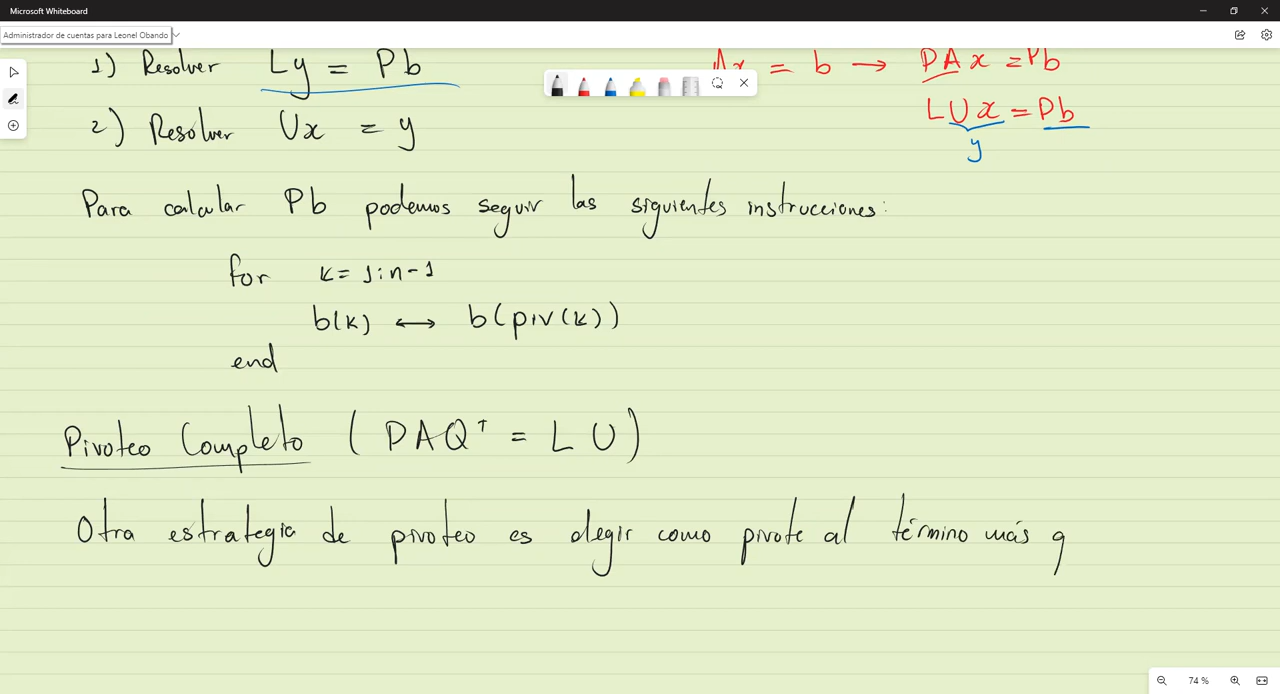 Microsoft Whiteboard
Administrador de cuentas para Leonel Obando
1) Resolver Ly = Pb
Ax = b → PAx = Pb
LUx = Pb
y
2) Resolver Ux = y
Para calcular Pb podemos seguir las siguientes instrucciones:
for k = 1:n-1
b(k) ↔ b(piv(k))
end
Pivoteo Completo (PAQᵀ = LU)
Otra estrategia de pivoteo es elegir como pivote al término más g
74 %